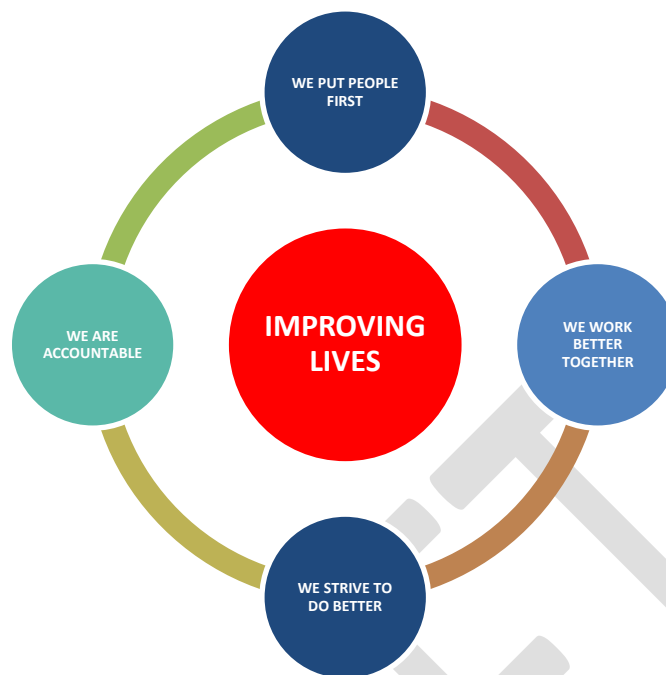 WE PUT PEOPLE
FIRST
IMPROVING
LIVES
WE ARE
ACCOUNTABLE
WE WORK
BETTER
TOGETHER
WE STRIVE TO
DO BETTER